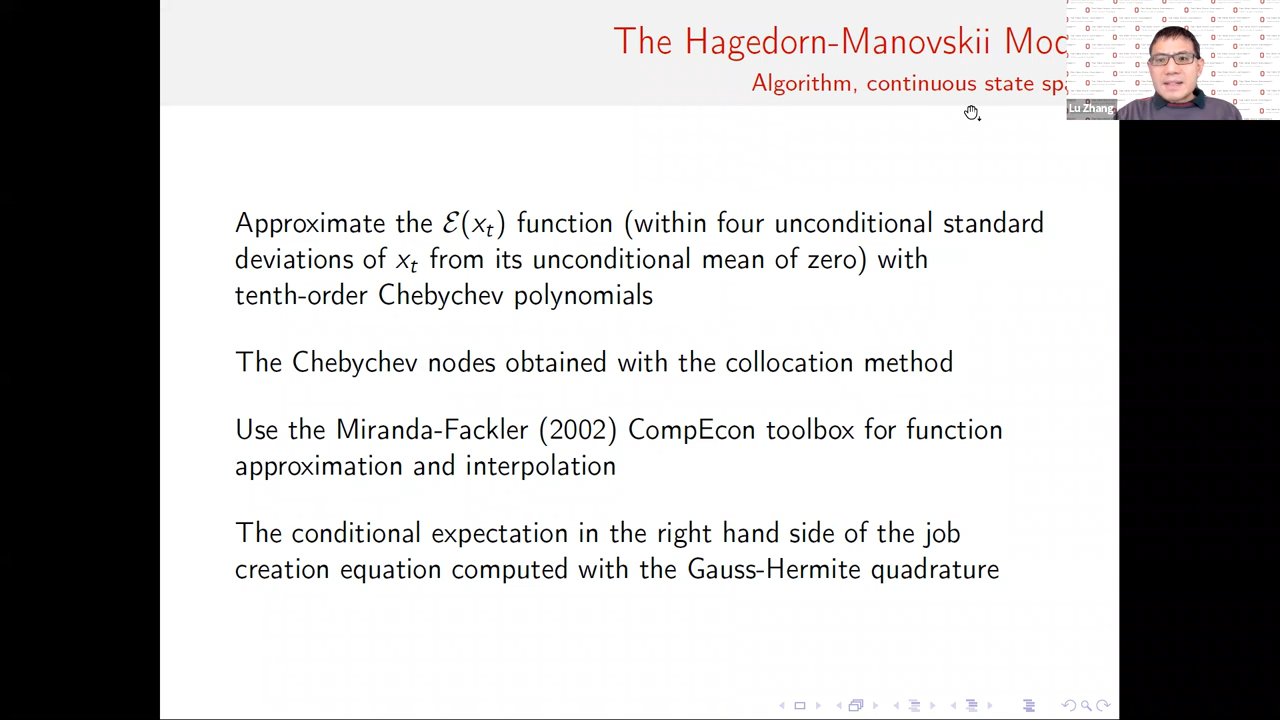 The Hagedorn-Manovskii Mod
Algorithm, continuous state sp
Lu Zhang
Approximate the ℰ(xₜ) function (within four unconditional standard
deviations of xₜ from its unconditional mean of zero) with
tenth-order Chebychev polynomials
The Chebychev nodes obtained with the collocation method
Use the Miranda-Fackler (2002) CompEcon toolbox for function
approximation and interpolation
The conditional expectation in the right hand side of the job
creation equation computed with the Gauss-Hermite quadrature